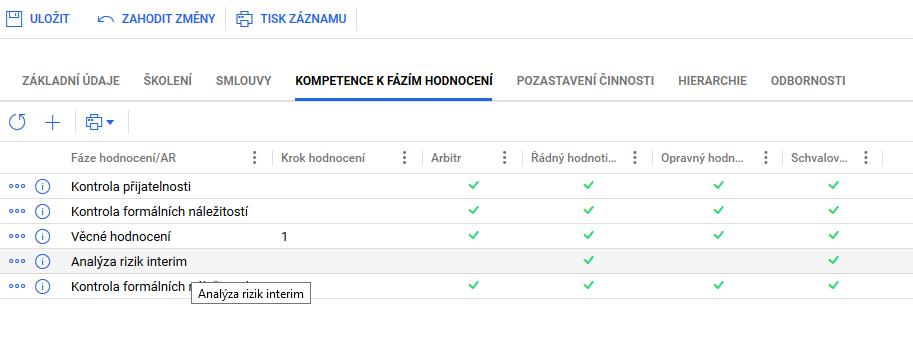 ULOŽIT ZAHODIT ZMĚNY TISK ZÁZNAMU
ZÁKLADNÍ ÚDAJE ŠKOLENÍ SMLOUVY KOMPETENCE K FÁZÍM HODNOCENÍ POZASTAVENÍ ČINNOSTI HIERARCHIE ODBORNOSTI
Fáze hodnocení/AR Krok hodnocení Arbitr Řádný hodnoti... Opravný hodn... Schvalov...
Kontrola přijatelnosti
Kontrola formálních náležitostí
Věcné hodnocení 1
Analýza rizik interim
Kontrola formálních
Analýza rizik interim